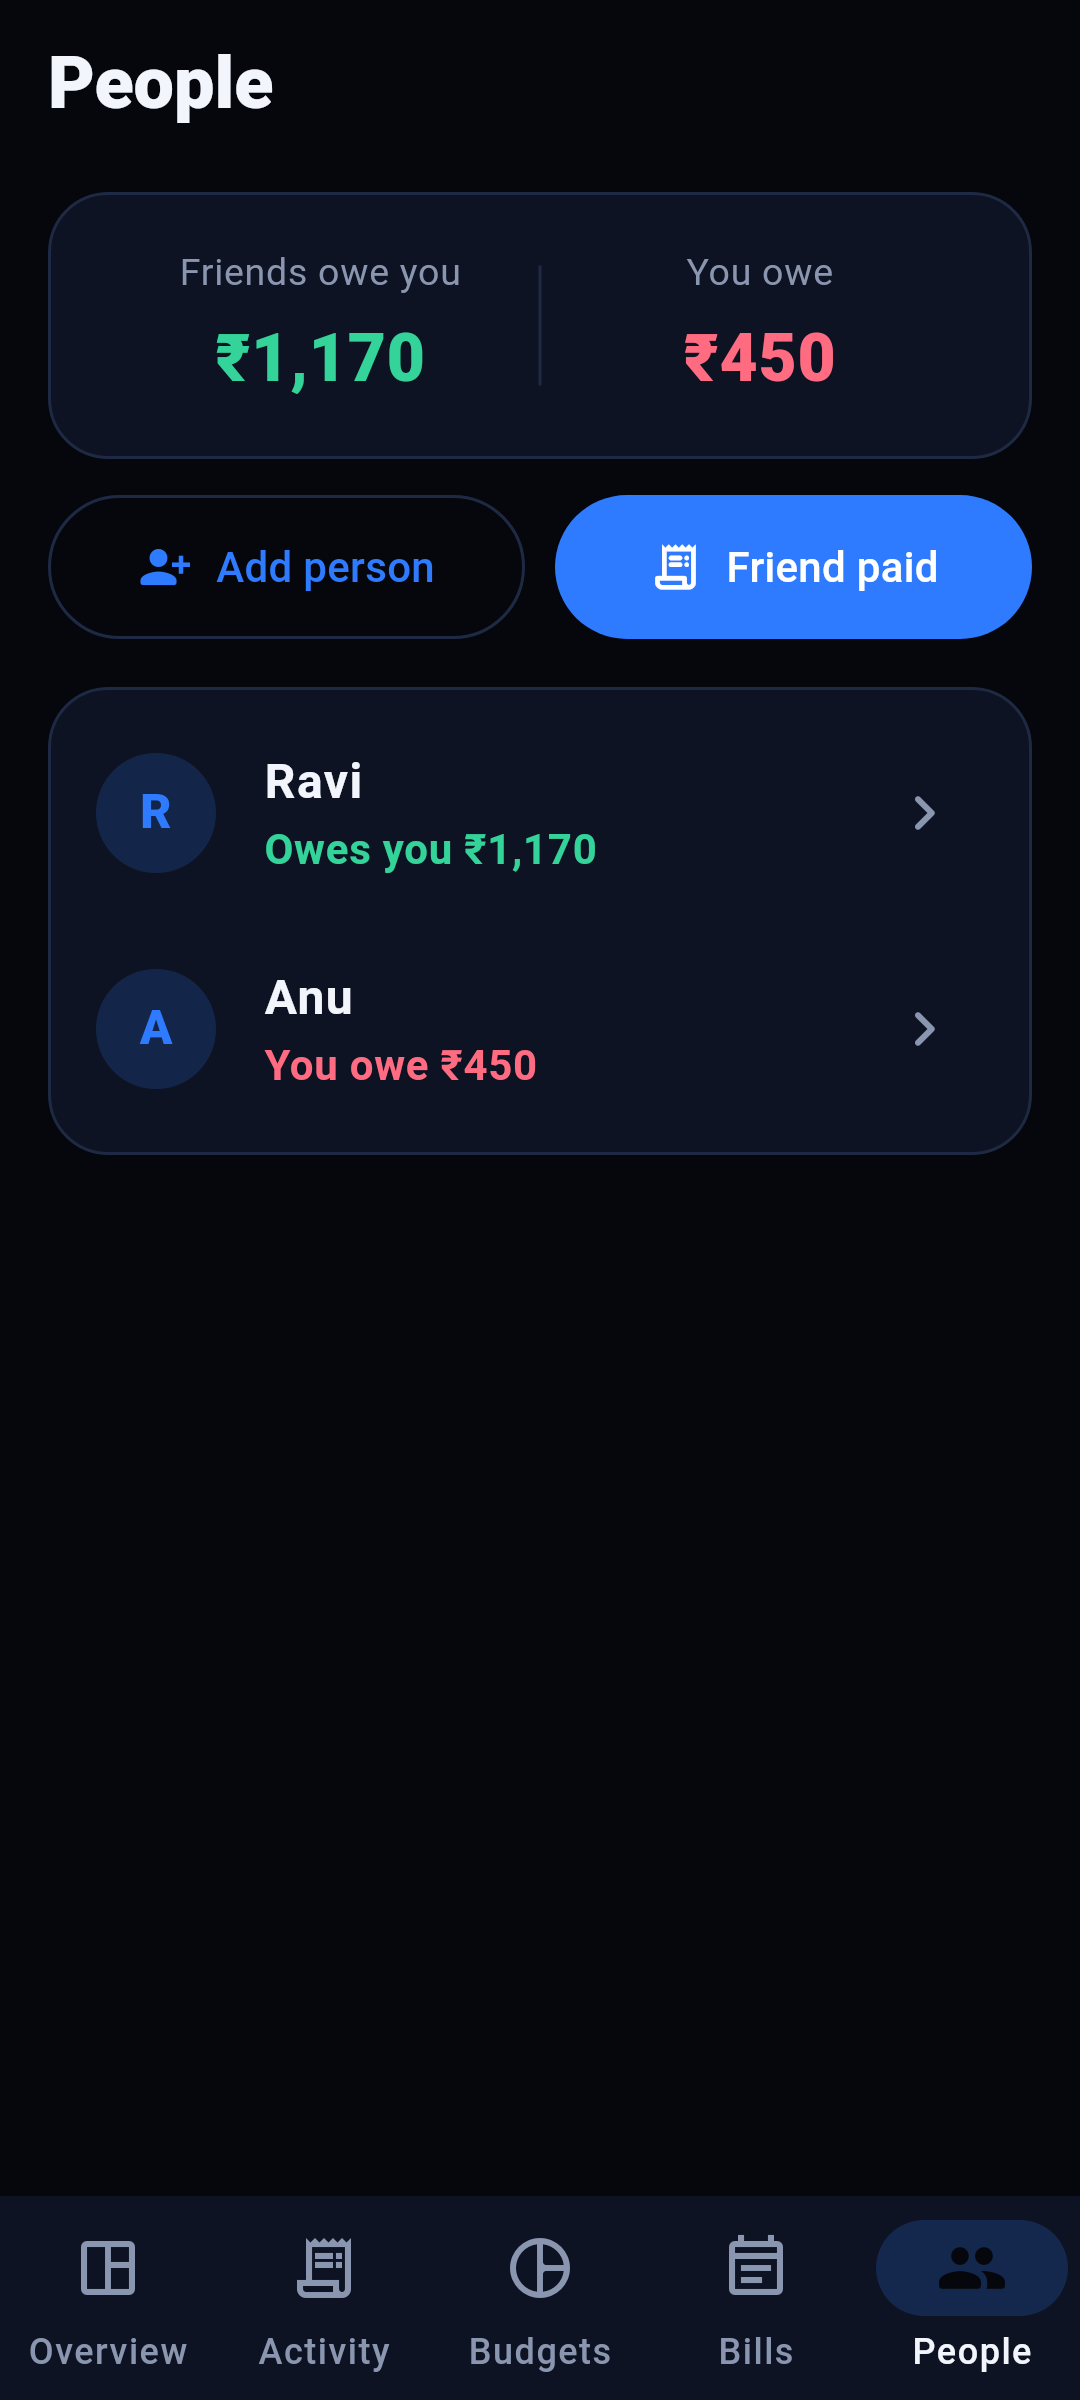 People
Friends owe you
You owe
₹1,170
₹450
Add person
Friend paid
R
Ravi
Owes you ₹1,170
A
Anu
You owe ₹450
Overview
Activity
Budgets
Bills
People